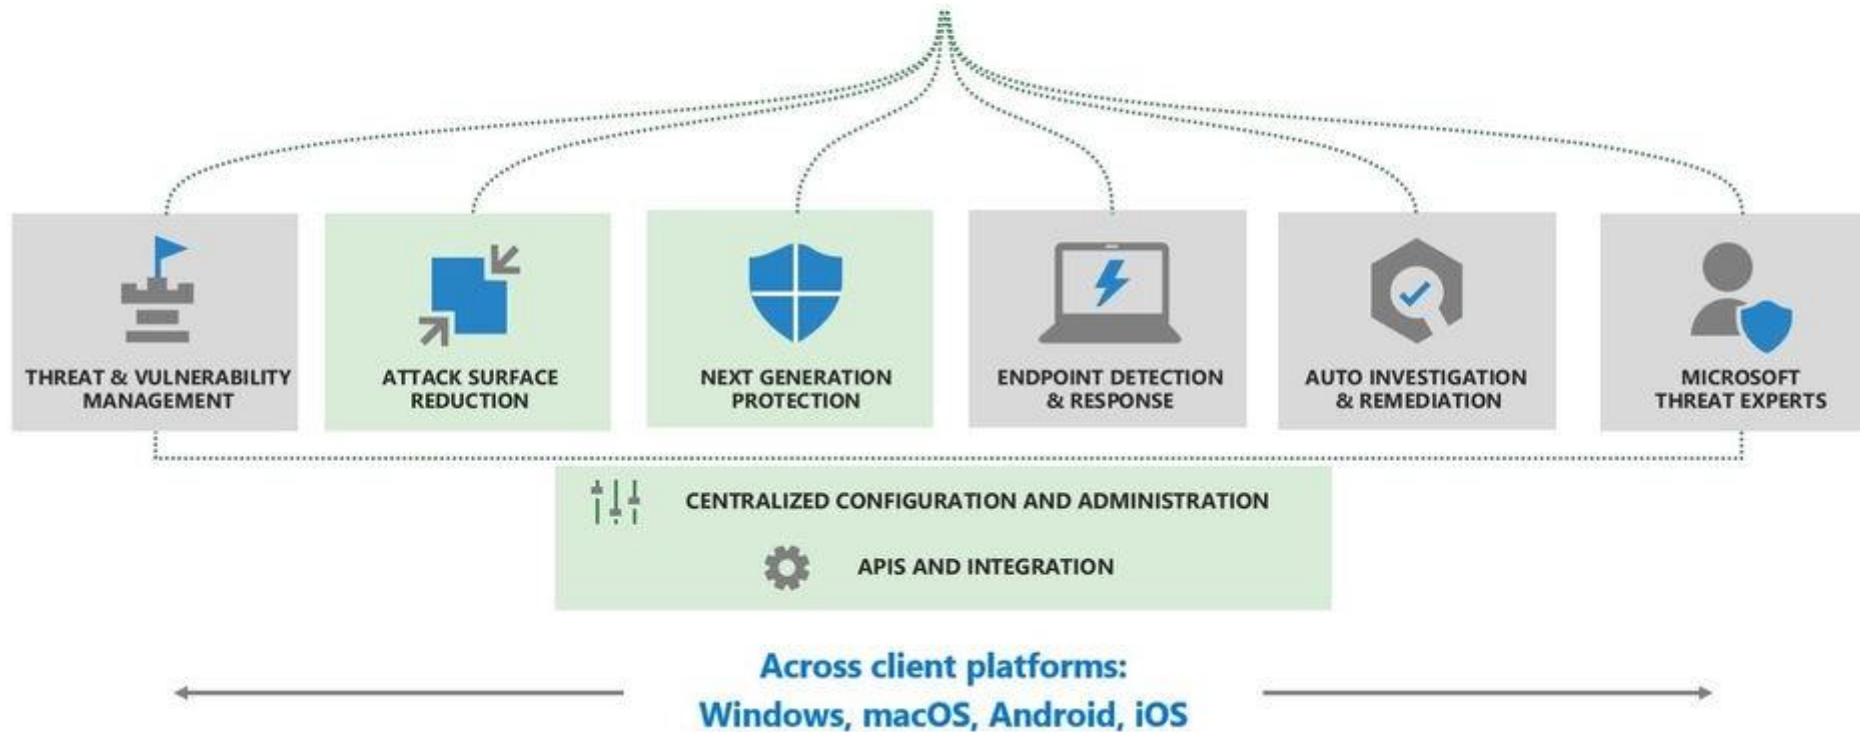 THREAT & VULNERABILITY
MANAGEMENT
ATTACK SURFACE
REDUCTION
NEXT GENERATION
PROTECTION
ENDPOINT DETECTION
& RESPONSE
AUTO INVESTIGATION
& REMEDIATION
MICROSOFT
THREAT EXPERTS
CENTRALIZED CONFIGURATION AND ADMINISTRATION
APIS AND INTEGRATION
Across client platforms:
Windows, macOS, Android, iOS